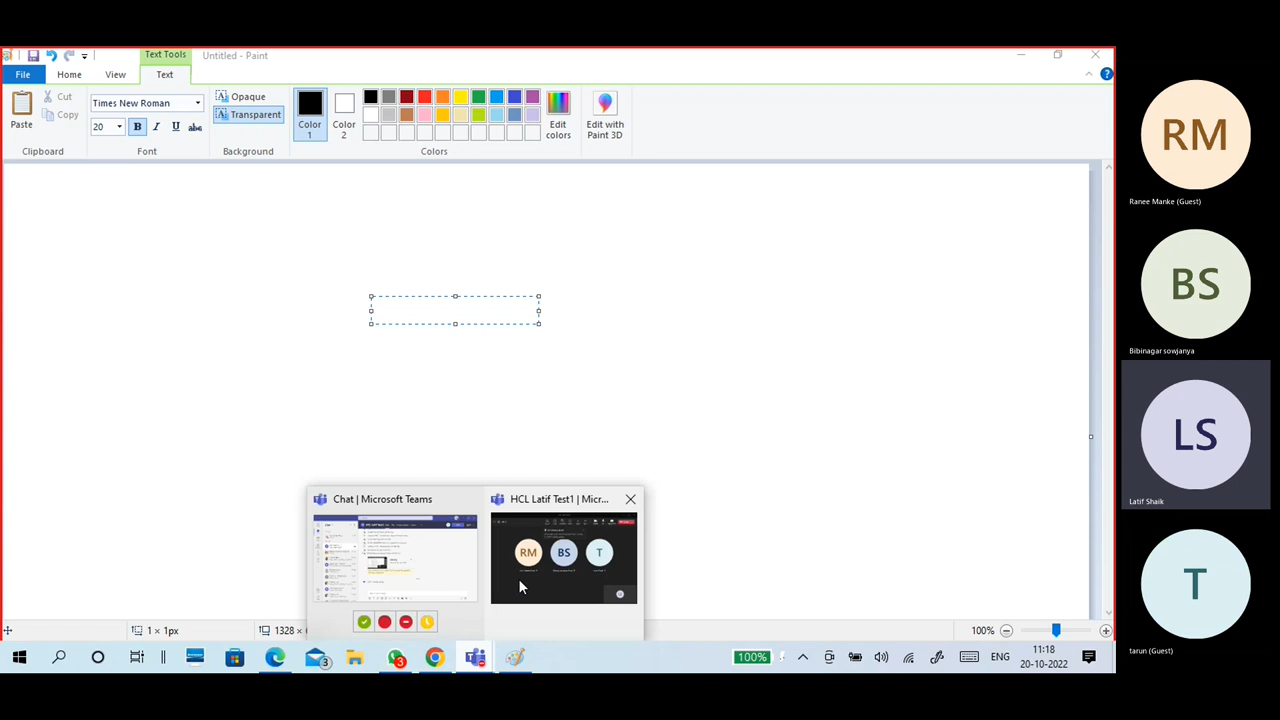 Text Tools
Untitled - Paint
File
Home
View
Text
Paste
Cut
Copy
Clipboard
Times New Roman
20
B
I
U
abc
Font
Opaque
Transparent
Background
Color
1
Color
2
Edit
colors
Colors
Edit with
Paint 3D
Chat | Microsoft Teams
HCL Latif Test1 | Micr...
RM
BS
T
1 × 1px
1328 ×
100%
3
3
100%
ENG
11:18
20-10-2022
RM
Ranee Manke (Guest)
BS
Bibinagar sowjanya
LS
Latif Shaik
T
tarun (Guest)